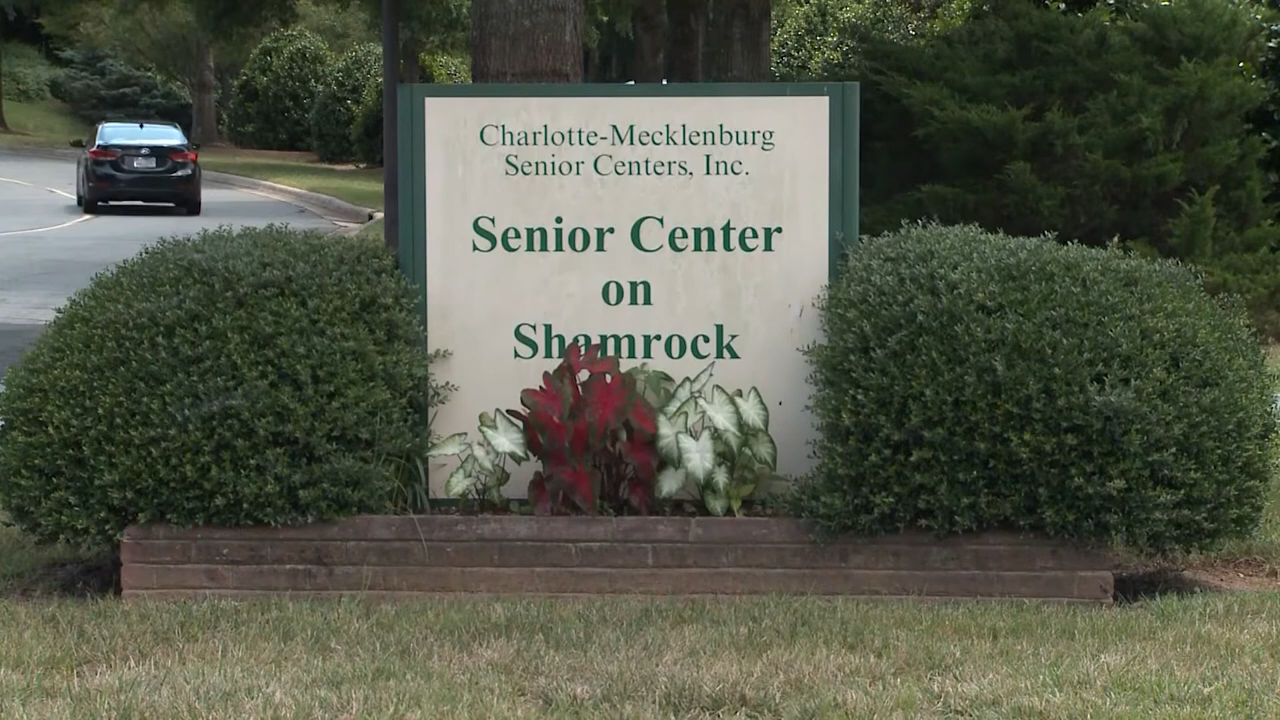 Charlotte-Mecklenburg
Senior Centers, Inc.
Senior Center
on
Shamrock